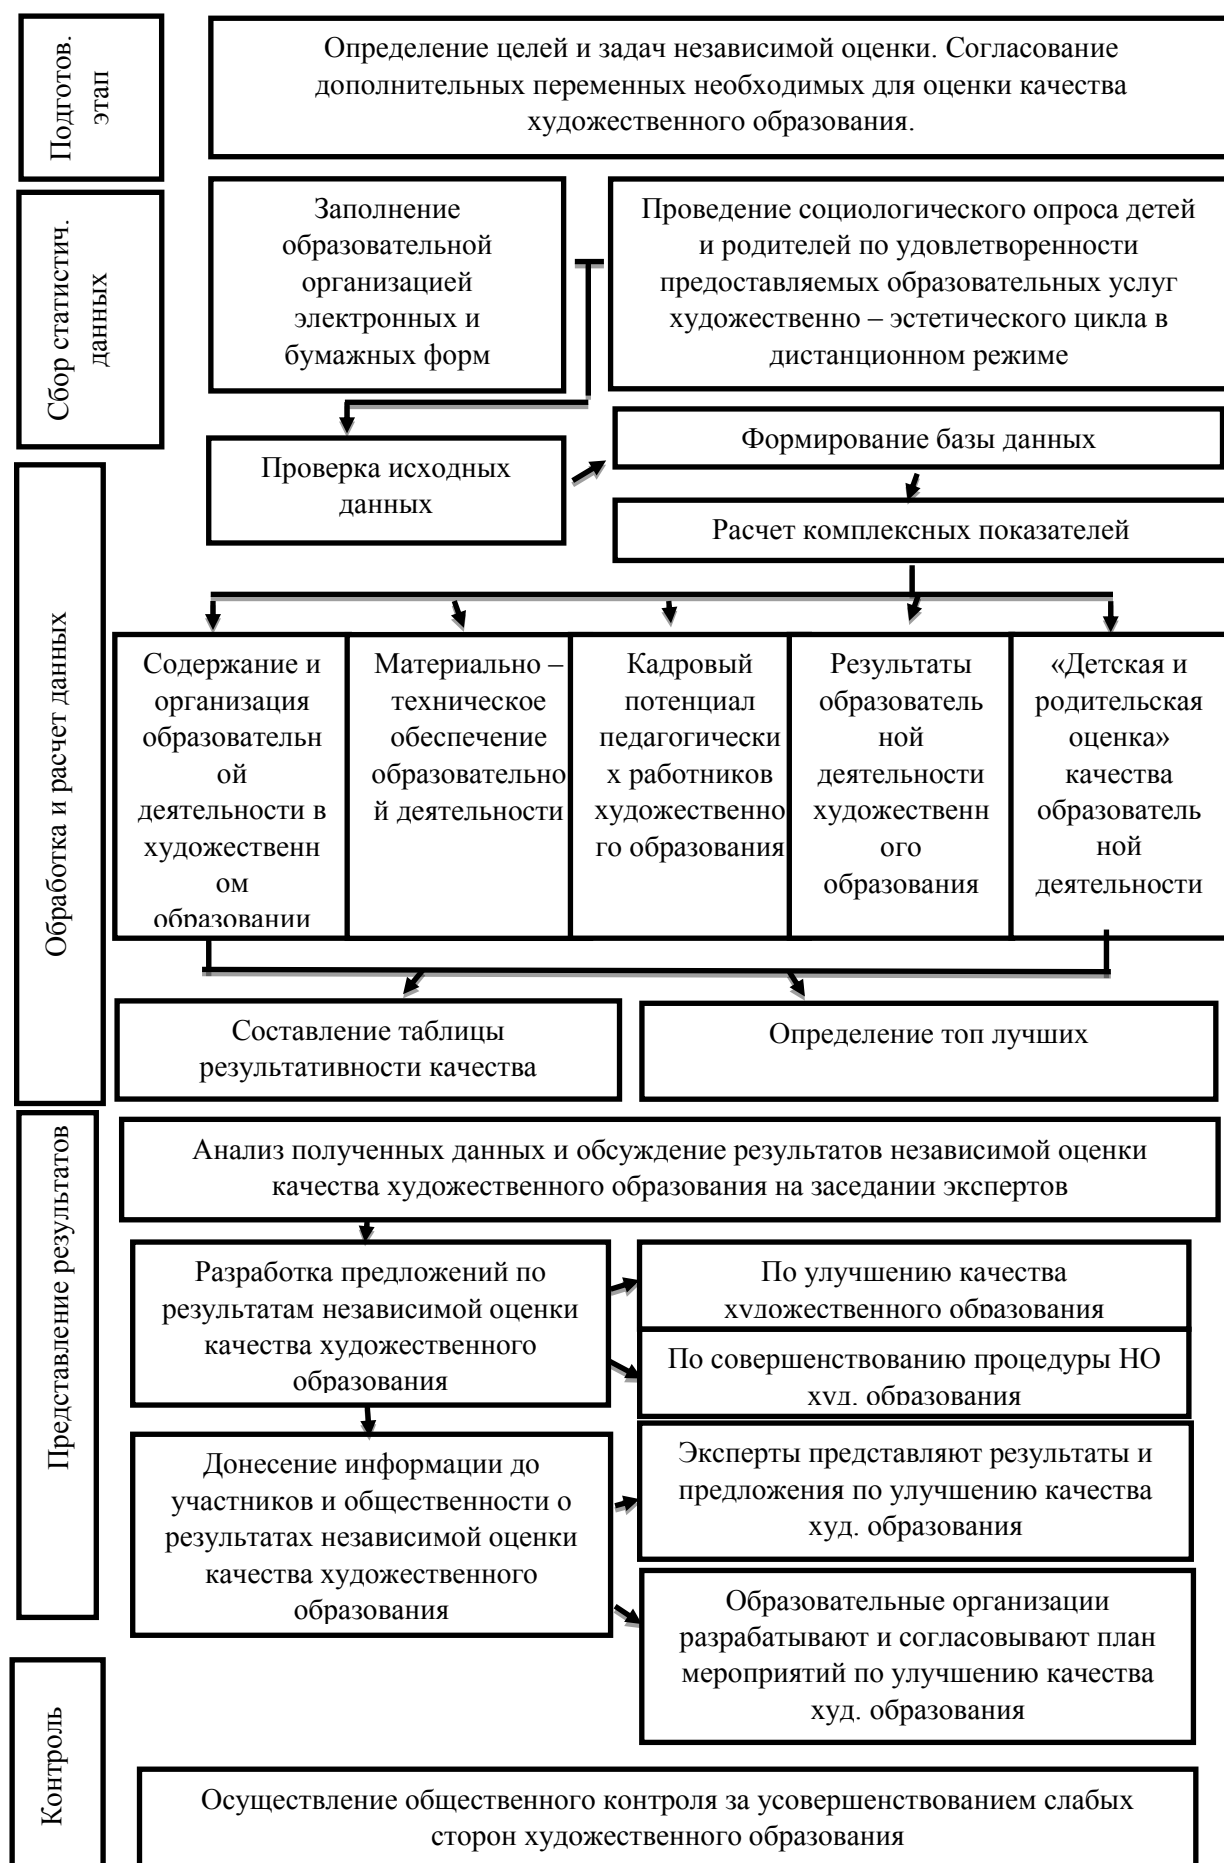 Подготов.
этап
Определение целей и задач независимой оценки. Согласование
дополнительных переменных необходимых для оценки качества
художественного образования.
Сбор статистич.
данных
Заполнение
образовательной
организацией
электронных и
бумажных форм
Проведение социологического опроса детей
и родителей по удовлетворенности
предоставляемых образовательных услуг
художественно – эстетического цикла в
дистанционном режиме
Проверка исходных
данных
Формирование базы данных
Расчет комплексных показателей
Обработка и расчет данных
Содержание и
организация
образовательн
ой
деятельности в
художественн
ом
образовании
Материально –
техническое
обеспечение
образовательно
й деятельности
Кадровый
потенциал
педагогически
х работников
художественно
го образования
Результаты
образователь
ной
деятельности
художественн
ого
образования
«Детская и
родительская
оценка»
качества
образователь
ной
деятельности
Составление таблицы
результативности качества
Определение топ лучших
Представление результатов
Анализ полученных данных и обсуждение результатов независимой оценки
качества художественного образования на заседании экспертов
Разработка предложений по
результатам независимой оценки
качества художественного
образования
По улучшению качества
художественного образования
По совершенствованию процедуры НО
худ. образования
Донесение информации до
участников и общественности о
результатах независимой оценки
качества художественного
образования
Эксперты представляют результаты и
предложения по улучшению качества
худ. образования
Образовательные организации
разрабатывают и согласовывают план
мероприятий по улучшению качества
худ. образования
Контроль
Осуществление общественного контроля за усовершенствованием слабых
сторон художественного образования